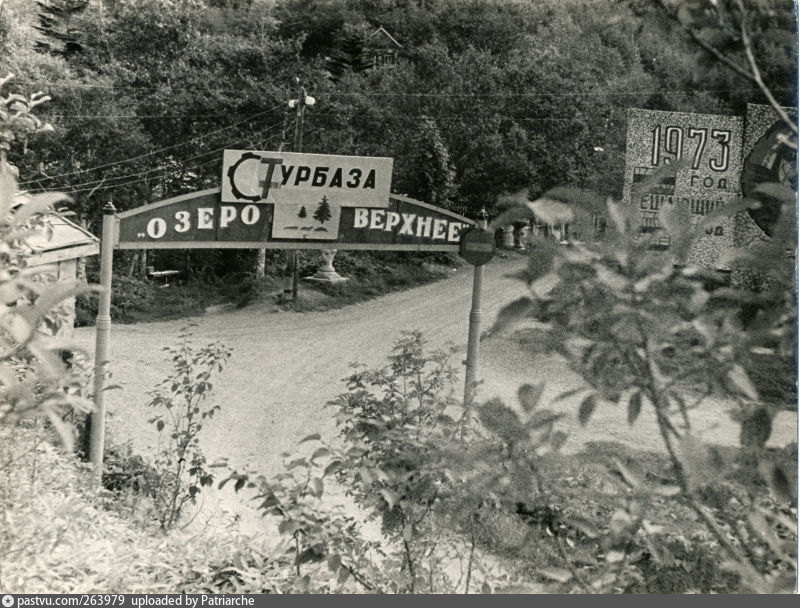 ТУРБАЗА
„ОЗЕРО ВЕРХНЕЕ"
1973
ГОД
pastvu.com/263979 uploaded by Patriarche